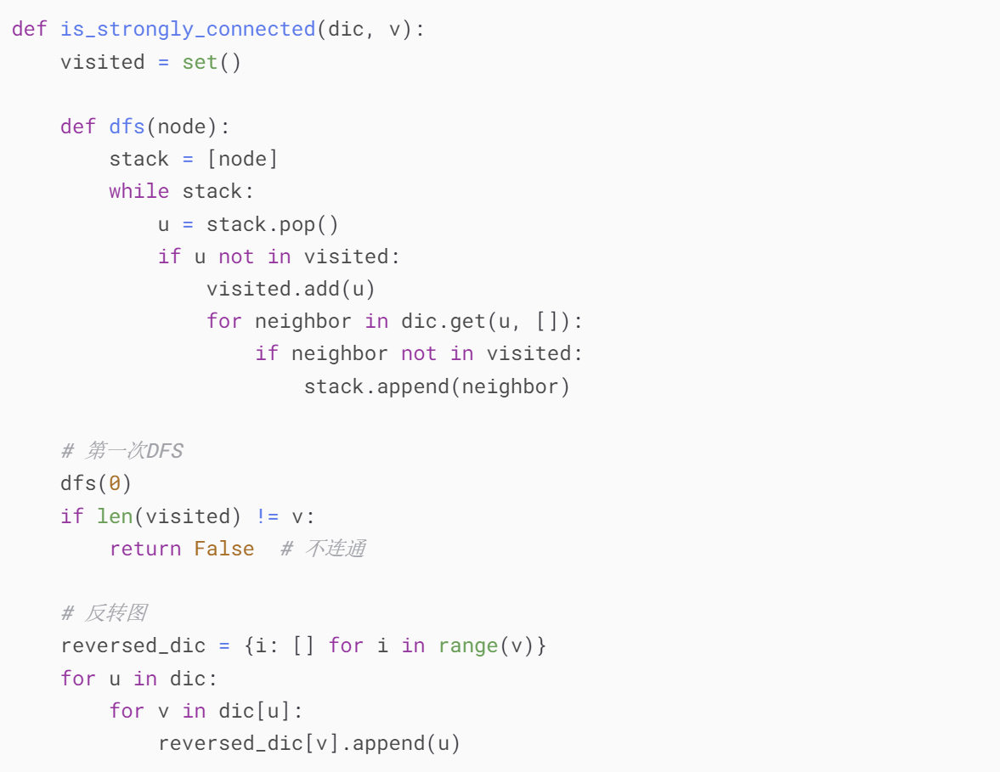 def is_strongly_connected(dic, v):
    visited = set()

    def dfs(node):
        stack = [node]
        while stack:
            u = stack.pop()
            if u not in visited:
                visited.add(u)
                for neighbor in dic.get(u, []):
                    if neighbor not in visited:
                        stack.append(neighbor)

    # 第一次DFS
    dfs(0)
    if len(visited) != v:
        return False  # 不连通

    # 反转图
    reversed_dic = {i: [] for i in range(v)}
    for u in dic:
        for v in dic[u]:
            reversed_dic[v].append(u)